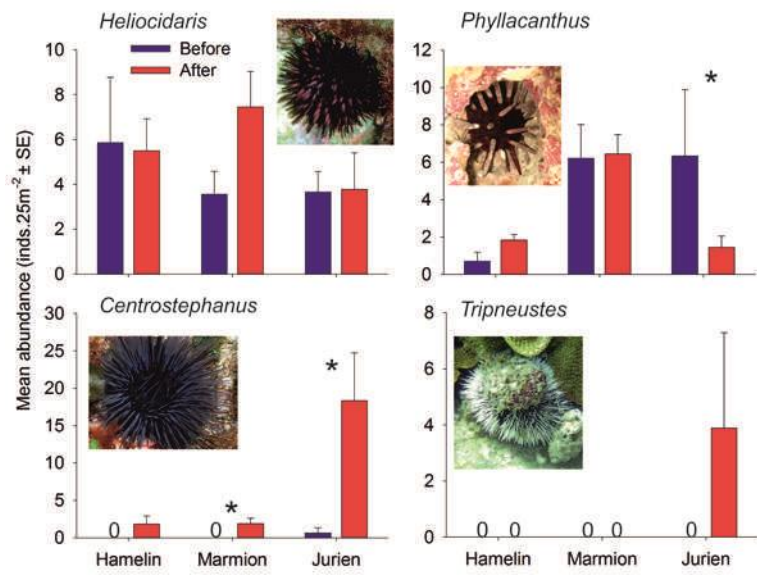 Heliocidaris
Phyllacanthus
Before
After
10
8
6
4
2
0
12
10
8
6
4
2
0
*
Mean abundance (inds.25m⁻² ± SE)
Centrostephanus
Tripneustes
30
25
20
15
10
5
0
8
6
4
2
0
*
*
0
0
0
0
0
0
0
Hamelin
Marmion
Jurien
Hamelin
Marmion
Jurien